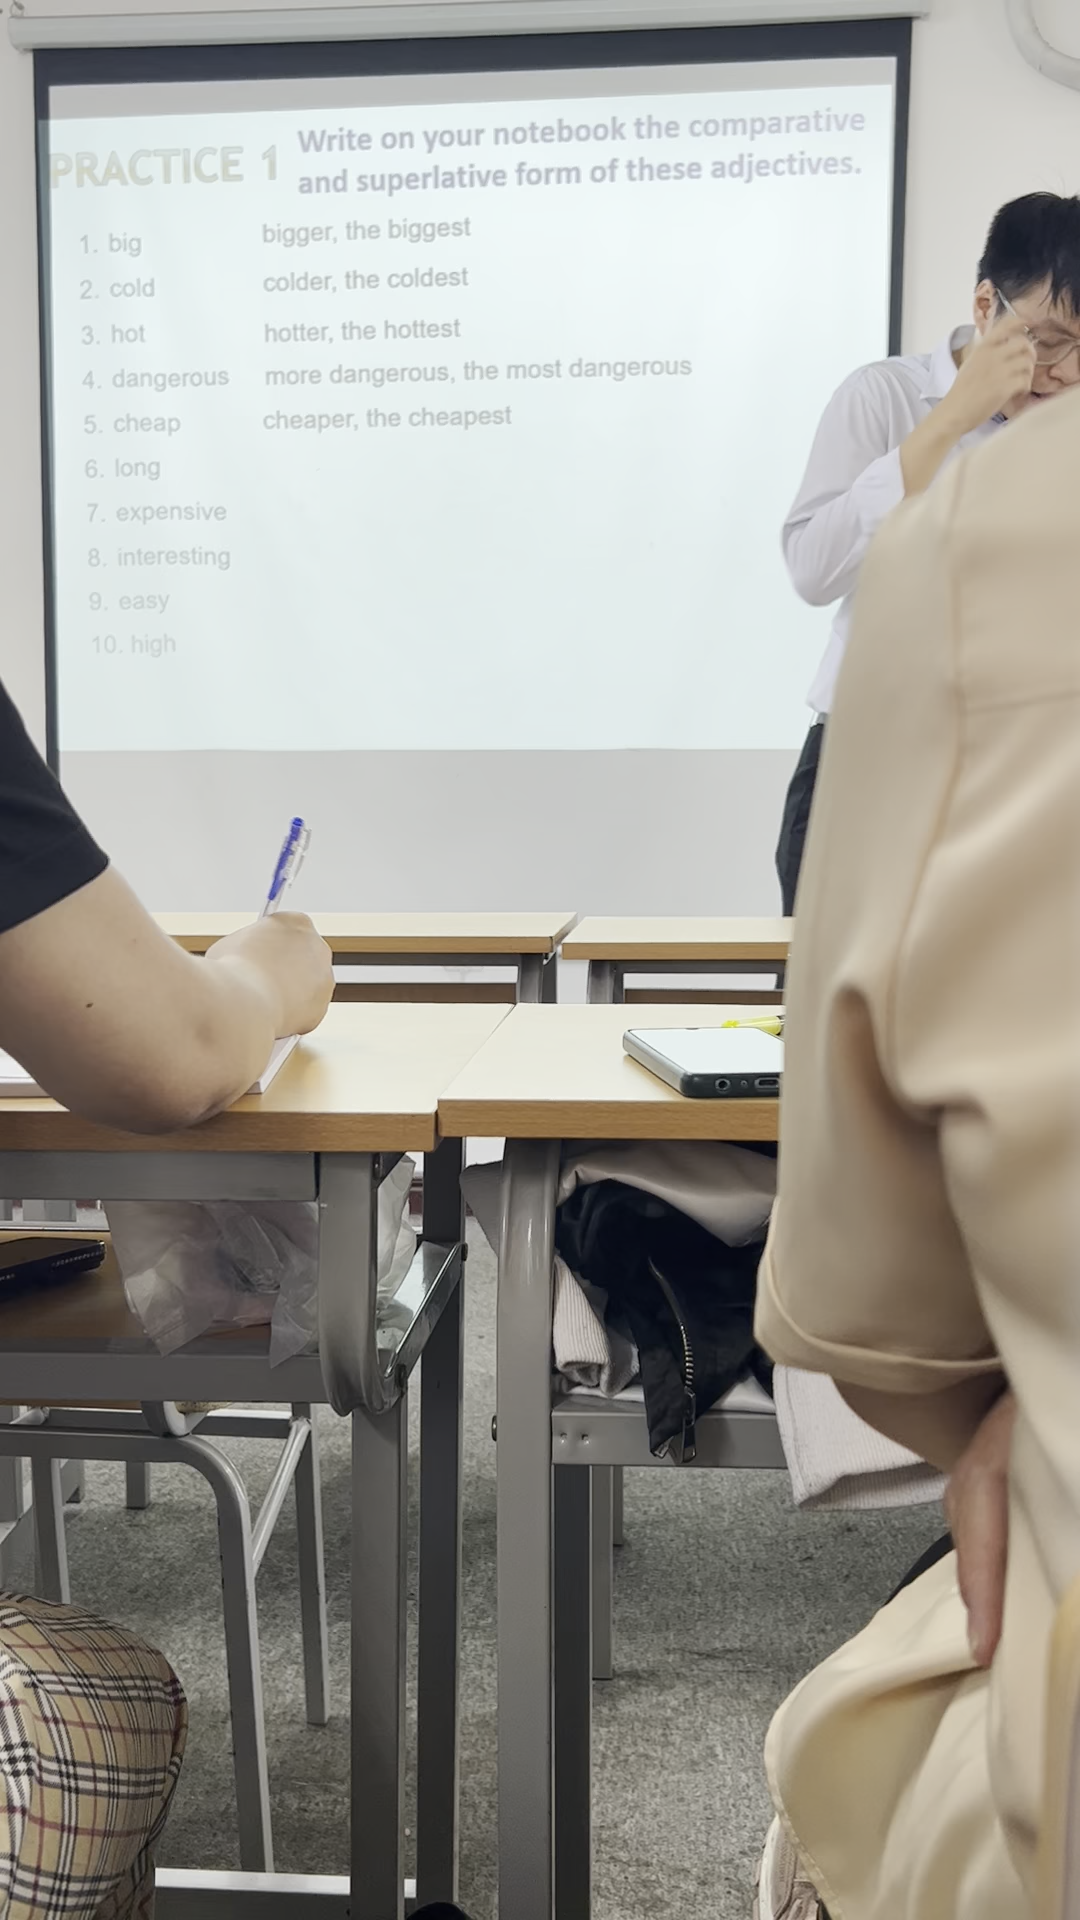 PRACTICE 1
Write on your notebook the comparative
and superlative form of these adjectives.
1. big bigger, the biggest
2. cold colder, the coldest
3. hot hotter, the hottest
4. dangerous more dangerous, the most dangerous
5. cheap cheaper, the cheapest
6. long
7. expensive
8. interesting
9. easy
10. high